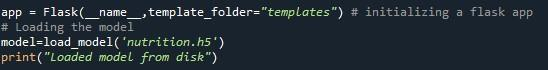 app = Flask(__name__,template_folder="templates") # initializing a flask app
# Loading the model
model=load_model('nutrition.h5')
print("Loaded model from disk")